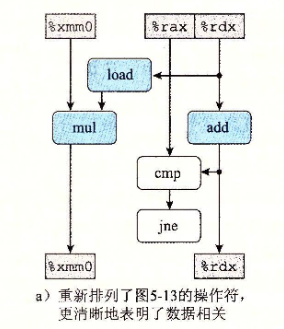 %xmm0 %rax %rdx
load
mul add
cmp
jne
%xmm0 %rdx
a）重新排列了图5-13的操作符，
更清晰地表明了数据相关